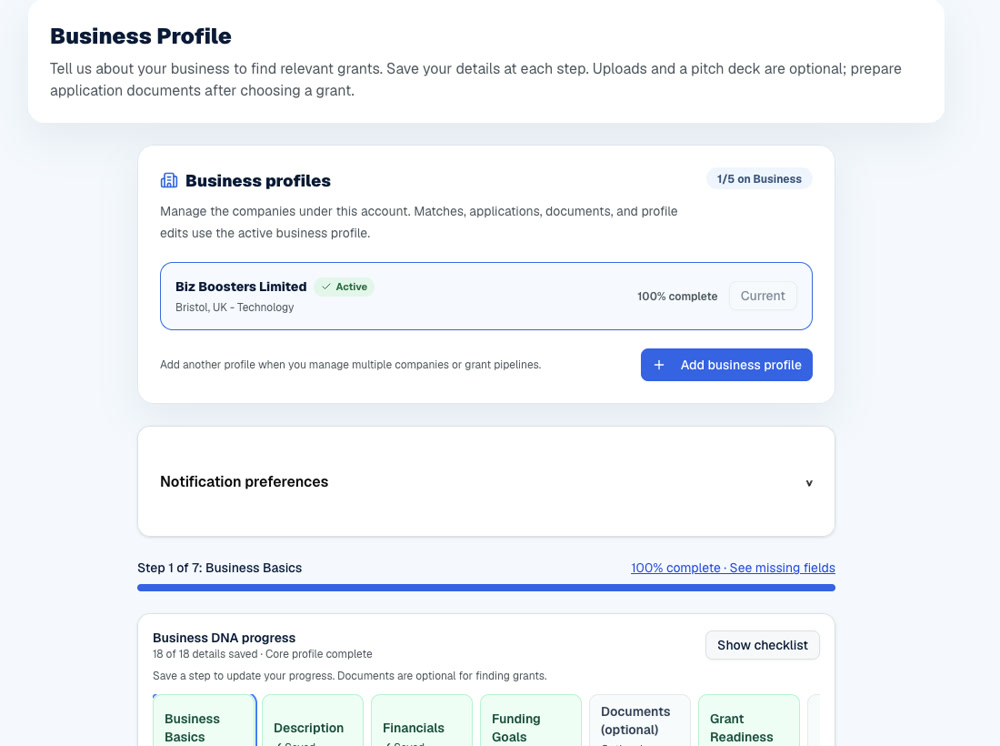 Business Profile
Tell us about your business to find relevant grants. Save your details at each step. Uploads and a pitch deck are optional; prepare
application documents after choosing a grant.
Business profiles
1/5 on Business
Manage the companies under this account. Matches, applications, documents, and profile
edits use the active business profile.
Biz Boosters Limited
✓ Active
Bristol, UK - Technology
100% complete
Current
Add another profile when you manage multiple companies or grant pipelines.
+ Add business profile
Notification preferences
v
Step 1 of 7: Business Basics
100% complete · See missing fields
Business DNA progress
18 of 18 details saved · Core profile complete
Show checklist
Save a step to update your progress. Documents are optional for finding grants.
Business
Basics
Description
Financials
Funding
Goals
Documents
(optional)
Grant
Readiness